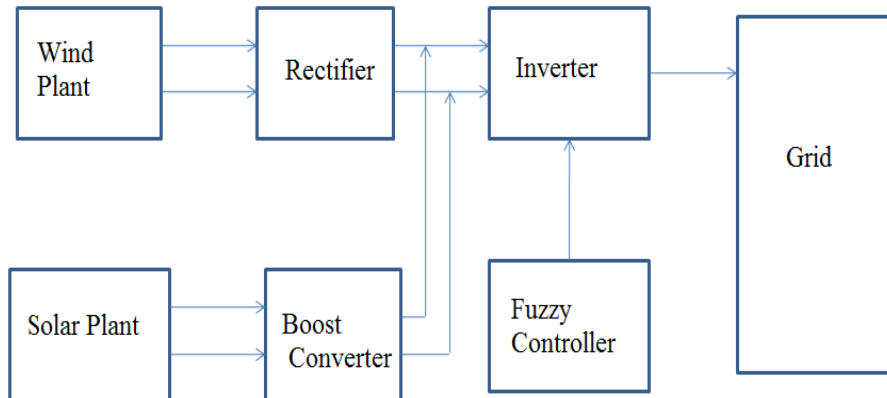 Wind
Plant
Rectifier
Inverter
Grid
Solar Plant
Boost
Converter
Fuzzy
Controller